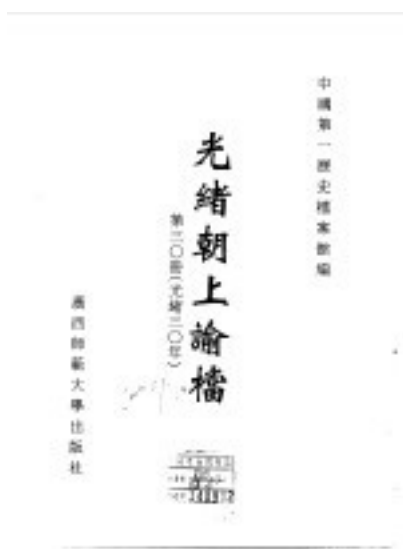 中國第一歷史檔案館編
光緒朝上諭檔
第三〇冊(光緒三〇年)
廣西師範大學出版社